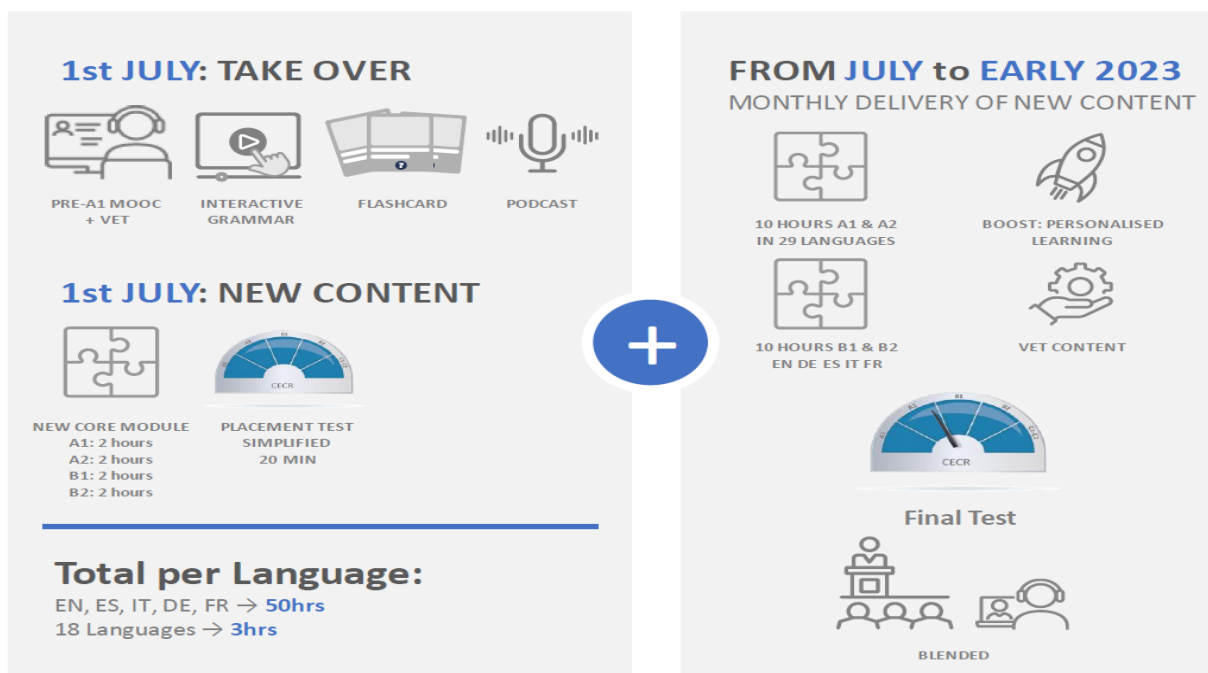 1st JULY: TAKE OVER
PRE-A1 MOOC
+ VET
INTERACTIVE
GRAMMAR
FLASHCARD
PODCAST
1st JULY: NEW CONTENT
CECR
NEW CORE MODULE
A1: 2 hours
A2: 2 hours
B1: 2 hours
B2: 2 hours
PLACEMENT TEST
SIMPLIFIED
20 MIN
Total per Language:
EN, ES, IT, DE, FR → 50hrs
18 Languages → 3hrs
+
FROM JULY to EARLY 2023
MONTHLY DELIVERY OF NEW CONTENT
10 HOURS A1 & A2
IN 29 LANGUAGES
BOOST: PERSONALISED
LEARNING
10 HOURS B1 & B2
EN DE ES IT FR
VET CONTENT
B1
CECR
Final Test
BLENDED